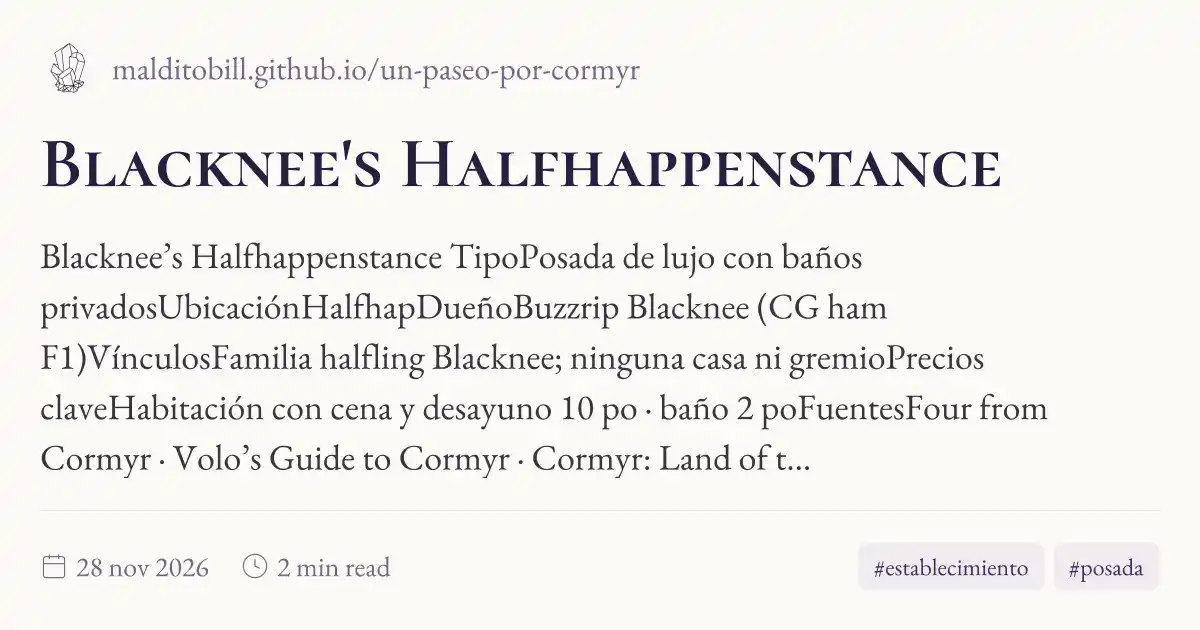 malditobill.github.io/un-paseo-por-cormyr
Blacknee's Halfhappenstance
Blacknee’s Halfhappenstance TipoPosada de lujo con baños
privadosUbicaciónHalfhapDueñoBuzzrip Blacknee (CG ham
F1)VínculosFamilia halfling Blacknee; ninguna casa ni gremioPrecios
claveHabitación con cena y desayuno 10 po · baño 2 poFuentesFour from
Cormyr · Volo’s Guide to Cormyr · Cormyr: Land of t...
28 nov 2026
2 min read
#establecimiento
#posada